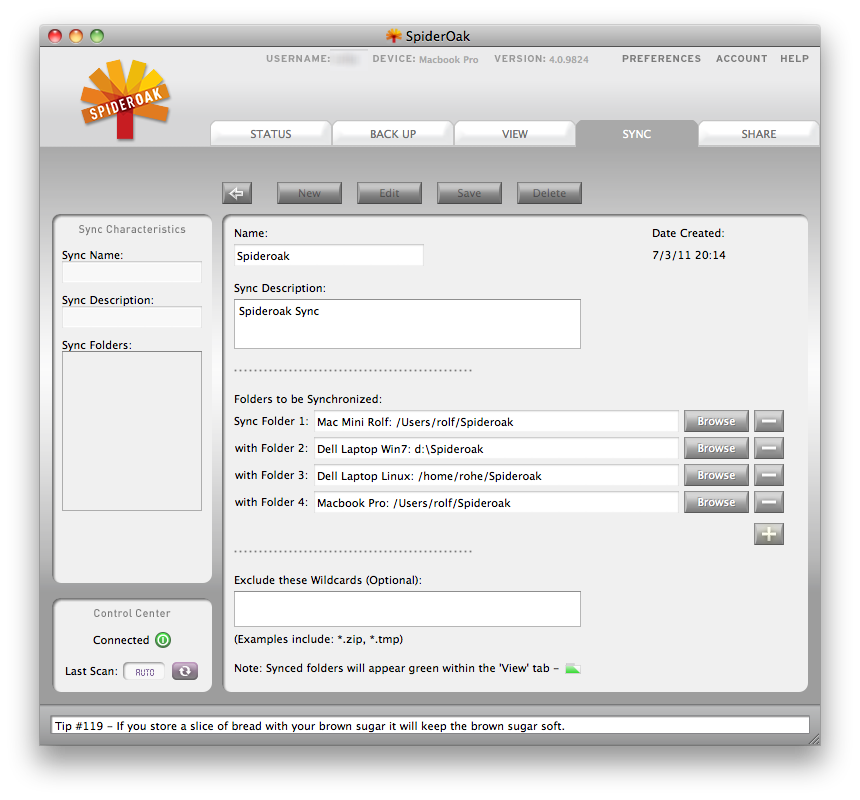 SpiderOak
USERNAME: DEVICE: Macbook Pro VERSION: 4.0.9824 PREFERENCES ACCOUNT HELP
SPIDEROAK
STATUS BACK UP VIEW SYNC SHARE
New Edit Save Delete
Sync Characteristics
Sync Name:
Sync Description:
Sync Folders:
Name:
Date Created:
Spideroak
7/3/11 20:14
Sync Description:
Spideroak Sync
Folders to be Synchronized:
Sync Folder 1: Mac Mini Rolf: /Users/rolf/Spideroak Browse
with Folder 2: Dell Laptop Win7: d:\Spideroak Browse
with Folder 3: Dell Laptop Linux: /home/rohe/Spideroak Browse
with Folder 4: Macbook Pro: /Users/rolf/Spideroak Browse
Exclude these Wildcards (Optional):
(Examples include: *.zip, *.tmp)
Note: Synced folders will appear green within the 'View' tab –
Control Center
Connected
Last Scan: AUTO
Tip #119 – If you store a slice of bread with your brown sugar it will keep the brown sugar soft.